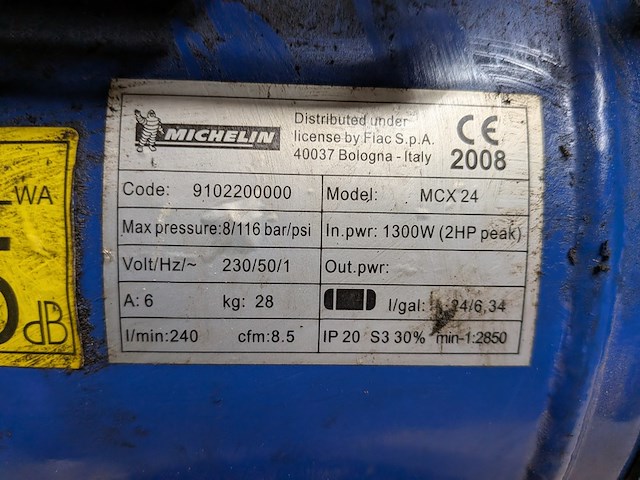 MICHELIN
Distributed under
license by Fiac S.p.A.
40037 Bologna - Italy
CE
2008
Code: 9102200000
Model: MCX 24
Max pressure:8/116 bar/psi
In.pwr: 1300W (2HP peak)
Volt/Hz/~ 230/50/1
Out.pwr:
A: 6 kg: 28
l/gal: 24/6,34
l/min:240 cfm:8.5
IP 20 S3 30% min-1:2850
WA
dB